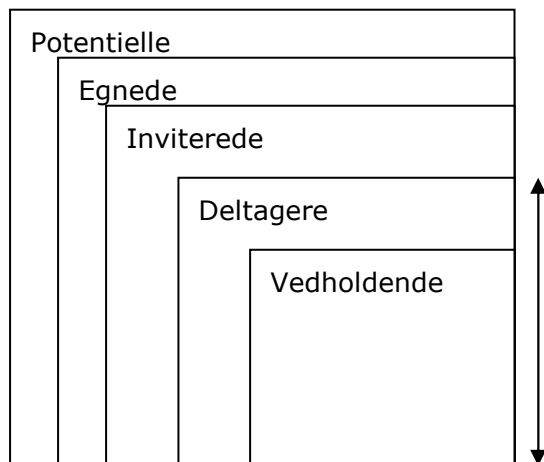 Potentielle
Egnede
Inviterede
Deltagere
Vedholdende